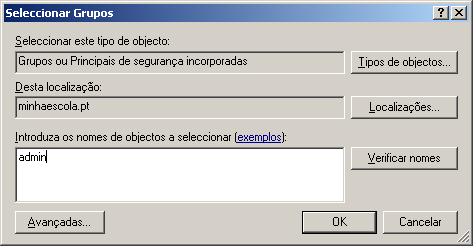 Seleccionar Grupos
Seleccionar este tipo de objecto:
Grupos ou Principais de segurança incorporadas
Tipos de objectos...
Desta localização:
minhaescola.pt
Localizações...
Introduza os nomes de objectos a seleccionar (exemplos):
admin
Verificar nomes
Avançadas...
OK
Cancelar